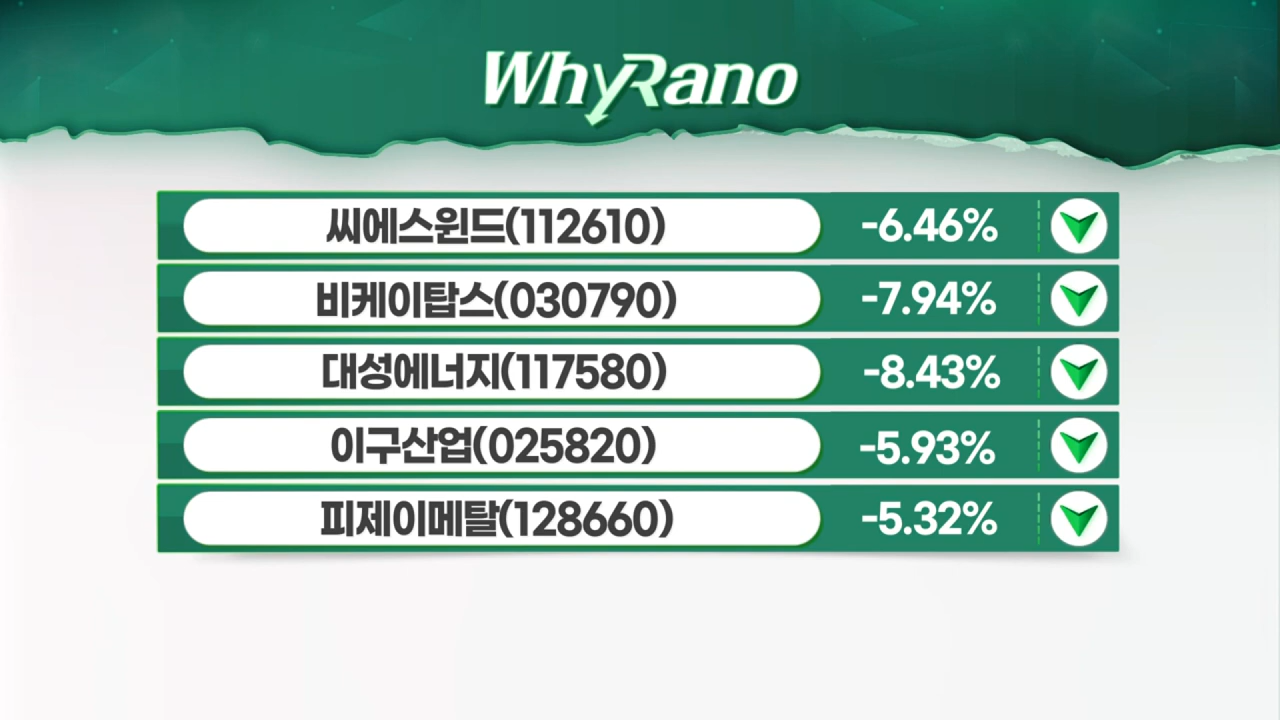 WhyRano
씨에스윈드(112610) -6.46%
비케이탑스(030790) -7.94%
대성에너지(117580) -8.43%
이구산업(025820) -5.93%
피제이메탈(128660) -5.32%